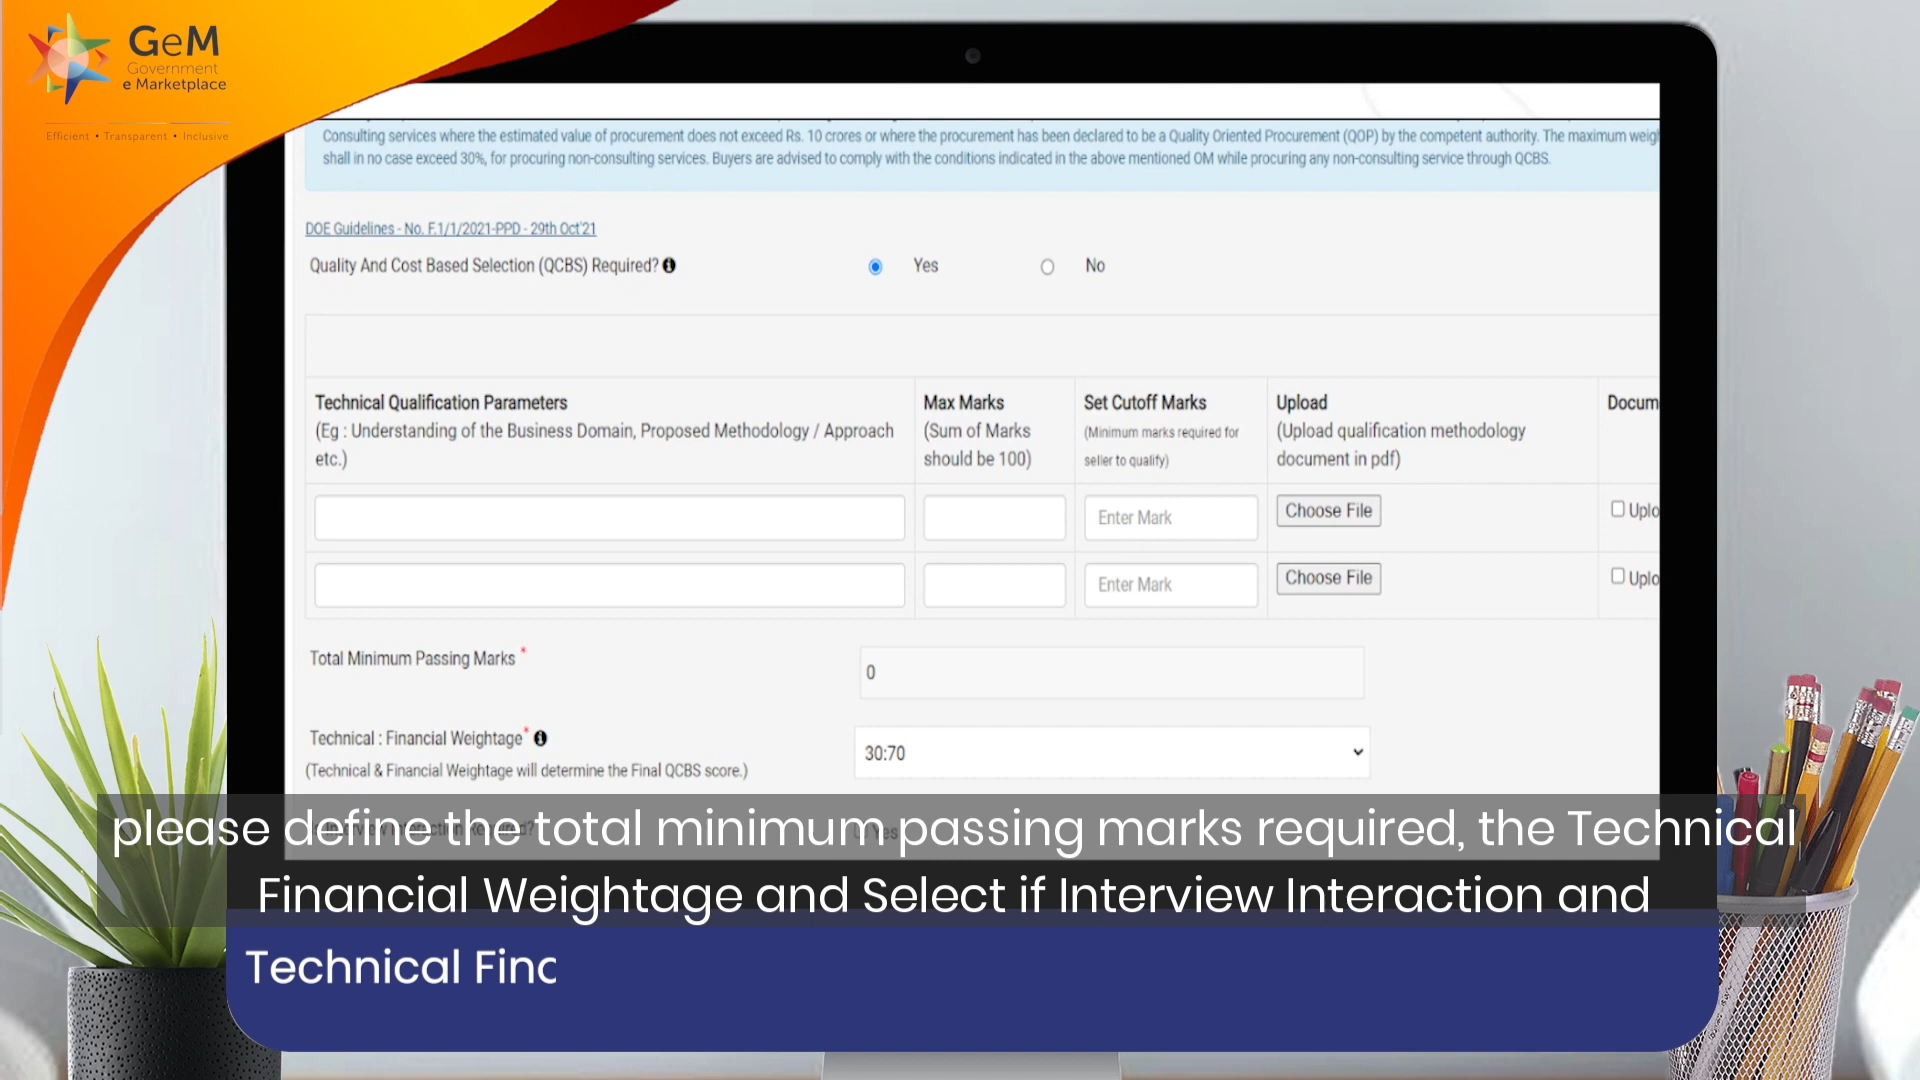 GeM
Government
e Marketplace
Efficient • Transparent • Inclusive
Consulting services where the estimated value of procurement does not exceed Rs. 10 crores or where the procurement has been declared to be a Quality Oriented Procurement (QOP) by the competent authority. The maximum weigh
shall in no case exceed 30%, for procuring non-consulting services. Buyers are advised to comply with the conditions indicated in the above mentioned OM while procuring any non-consulting service through QCBS.
DOE Guidelines - No. F.1/1/2021-PPD - 29th Oct'21
Quality And Cost Based Selection (QCBS) Required? Yes No
Technical Qualification Parameters
(Eg : Understanding of the Business Domain, Proposed Methodology / Approach
etc.)
Max Marks
(Sum of Marks
should be 100)
Set Cutoff Marks
(Minimum marks required for
seller to qualify)
Upload
(Upload qualification methodology
document in pdf)
Docum
Enter Mark Choose File Uplo
Enter Mark Choose File Uplo
Total Minimum Passing Marks * 0
Technical : Financial Weightage* 30:70
(Technical & Financial Weightage will determine the Final QCBS score.)
please define the total minimum passing marks required, the Technical
Financial Weightage and Select if Interview Interaction and
Technical Finc